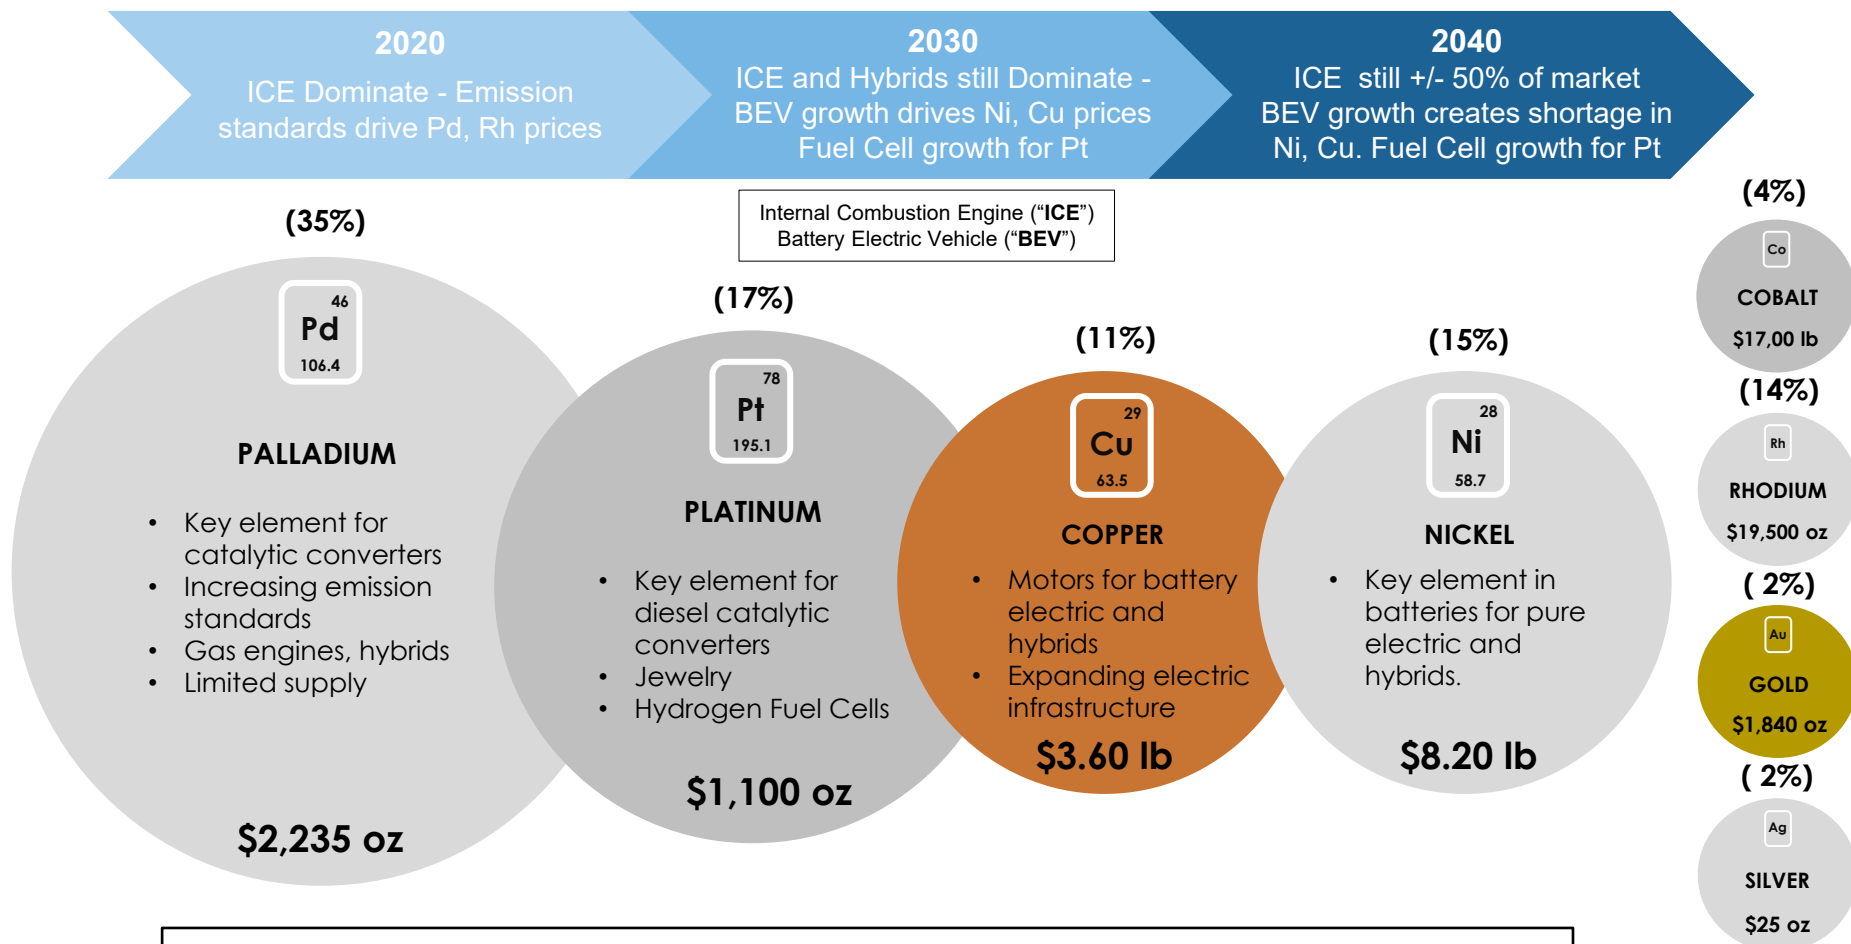 2020
ICE Dominate - Emission
standards drive Pd, Rh prices
2030
ICE and Hybrids still Dominate -
BEV growth drives Ni, Cu prices
Fuel Cell growth for Pt
2040
ICE still +/- 50% of market
BEV growth creates shortage in
Ni, Cu. Fuel Cell growth for Pt
Internal Combustion Engine (“ICE”)
Battery Electric Vehicle (“BEV”)
(35%)
46
Pd
106.4
PALLADIUM
• Key element for
catalytic converters
• Increasing emission
standards
• Gas engines, hybrids
• Limited supply
$2,235 oz
(17%)
78
Pt
195.1
PLATINUM
• Key element for
diesel catalytic
converters
• Jewelry
• Hydrogen Fuel Cells
$1,100 oz
(11%)
29
Cu
63.5
COPPER
• Motors for battery
electric and
hybrids
• Expanding electric
infrastructure
$3.60 lb
(15%)
28
Ni
58.7
NICKEL
• Key element in
batteries for pure
electric and
hybrids.
$8.20 lb
(4%)
Co
COBALT
$17,00 lb
(14%)
Rh
RHODIUM
$19,500 oz
( 2%)
Au
GOLD
$1,840 oz
( 2%)
Ag
SILVER
$25 oz